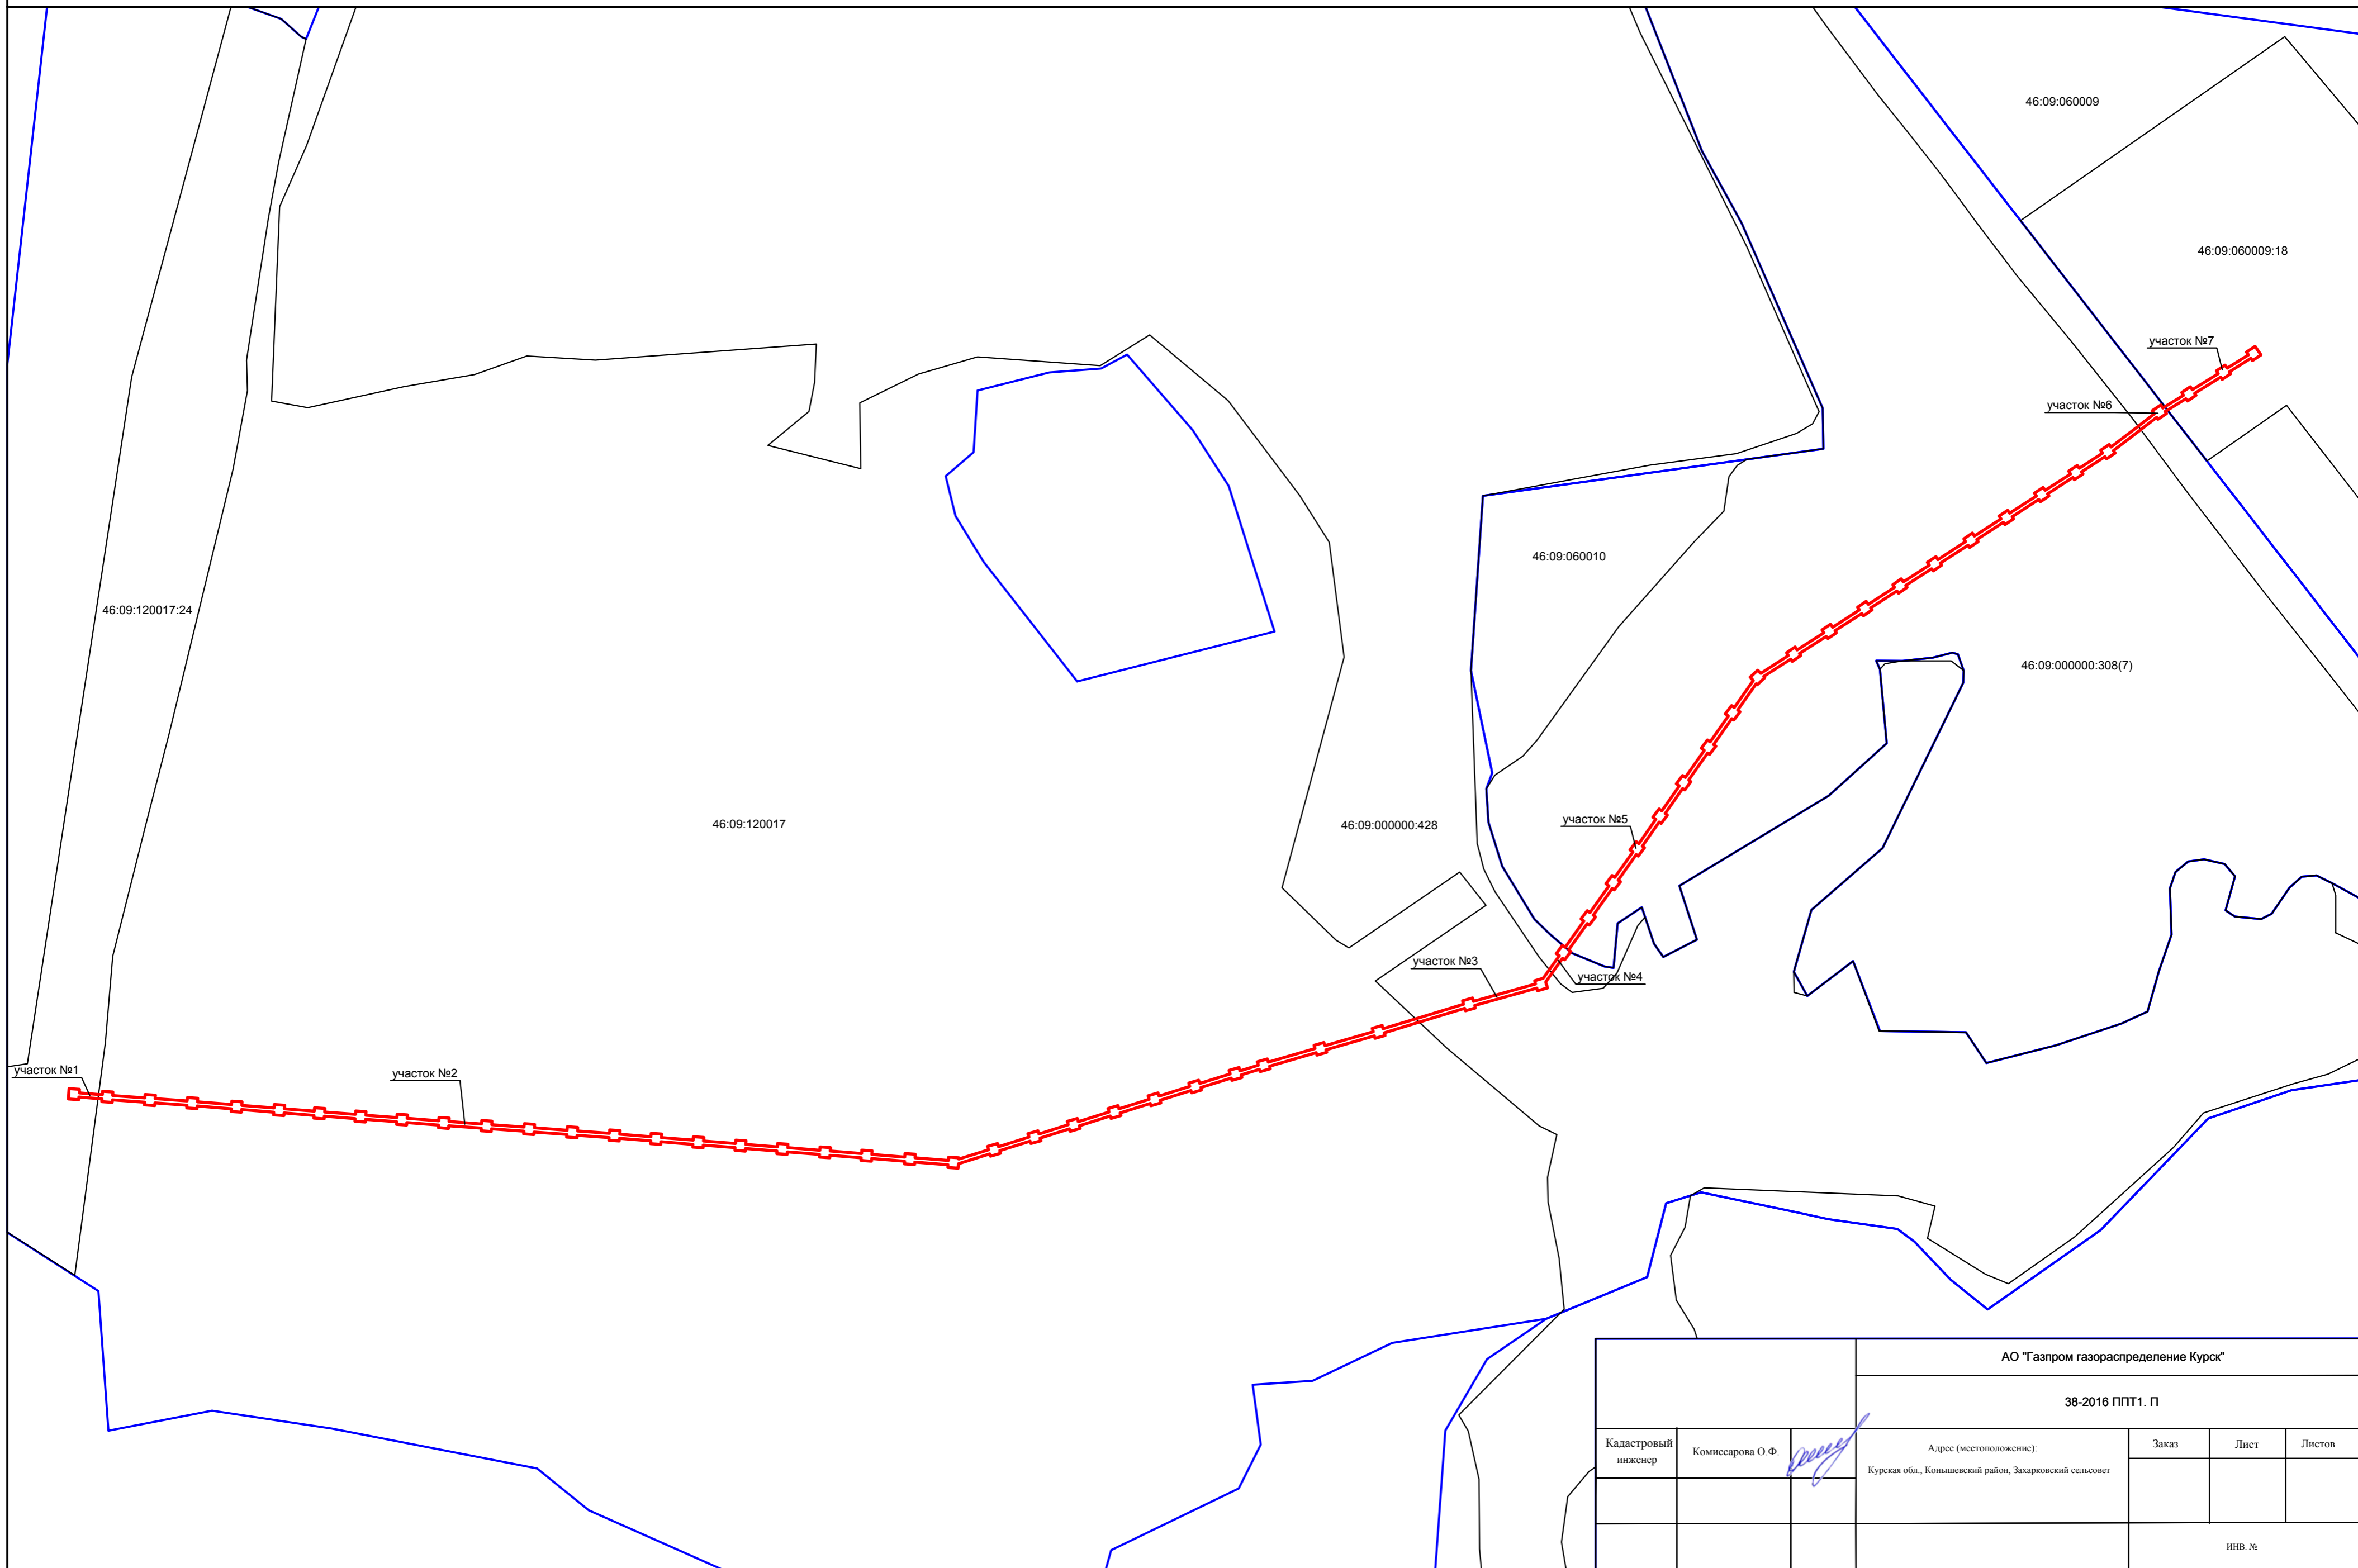 46:09:060009
46:09:060009:18
участок №7
участок №6
46:09:060010
46:09:120017:24
46:09:000000:308(7)
участок №5
46:09:120017
46:09:000000:428
участок №3
участок №4
участок №1
участок №2
АО "Газпром газораспределение Курск"
38-2016 ППТ1. П
Кадастровый
инженер
Комиссарова О.Ф.
Адрес (местоположение):
Курская обл., Конышевский район, Захарковский сельсовет
Заказ
Лист
Листов
ИНВ. №